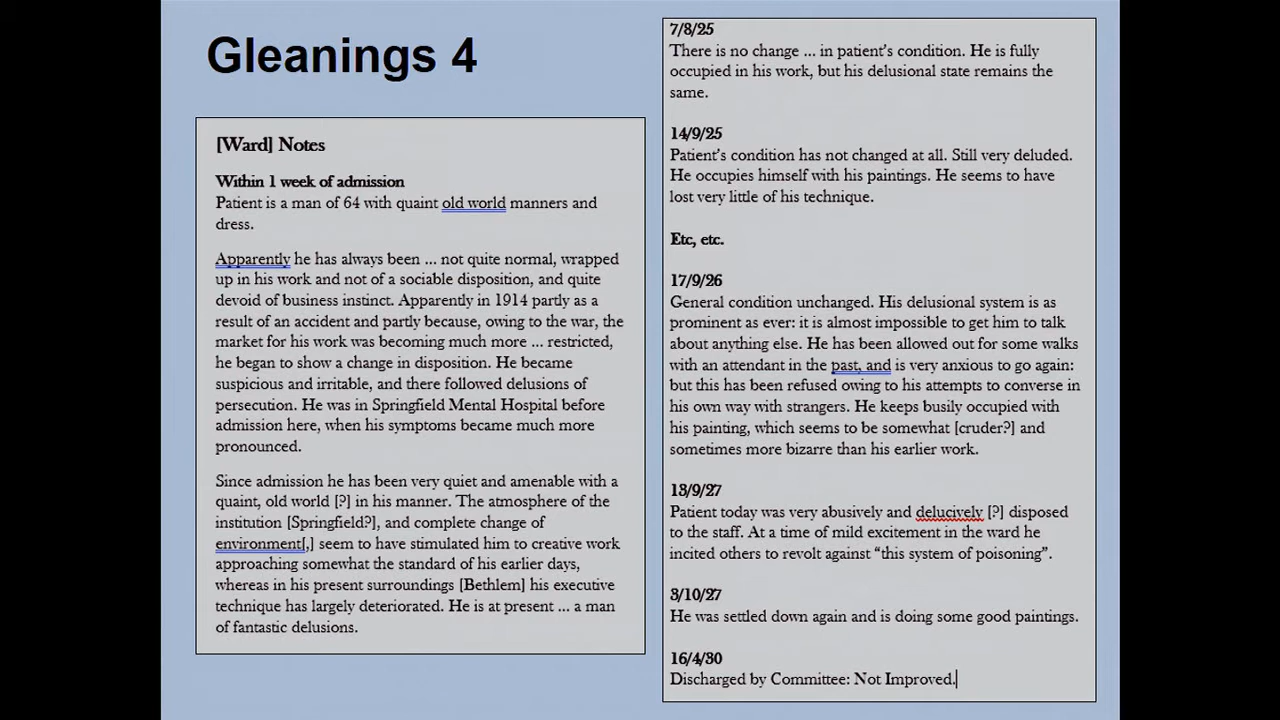 Gleanings 4
[Ward] Notes
Within 1 week of admission
Patient is a man of 64 with quaint old world manners and
dress.
Apparently he has always been ... not quite normal, wrapped
up in his work and not of a sociable disposition, and quite
devoid of business instinct. Apparently in 1914 partly as a
result of an accident and partly because, owing to the war, the
market for his work was becoming much more ... restricted,
he began to show a change in disposition. He became
suspicious and irritable, and there followed delusions of
persecution. He was in Springfield Mental Hospital before
admission here, when his symptoms became much more
pronounced.
Since admission he has been very quiet and amenable with a
quaint, old world [?] in his manner. The atmosphere of the
institution [Springfield?], and complete change of
environment[,] seem to have stimulated him to creative work
approaching somewhat the standard of his earlier days,
whereas in his present surroundings [Bethlem] his executive
technique has largely deteriorated. He is at present ... a man
of fantastic delusions.
7/8/25
There is no change ... in patient's condition. He is fully
occupied in his work, but his delusional state remains the
same.
14/9/25
Patient's condition has not changed at all. Still very deluded.
He occupies himself with his paintings. He seems to have
lost very little of his technique.
Etc, etc.
17/9/26
General condition unchanged. His delusional system is as
prominent as ever: it is almost impossible to get him to talk
about anything else. He has been allowed out for some walks
with an attendant in the past, and is very anxious to go again:
but this has been refused owing to his attempts to converse in
his own way with strangers. He keeps busily occupied with
his painting, which seems to be somewhat [cruder?] and
sometimes more bizarre than his earlier work.
13/9/27
Patient today was very abusively and delucively [?] disposed
to the staff. At a time of mild excitement in the ward he
incited others to revolt against “this system of poisoning”.
3/10/27
He was settled down again and is doing some good paintings.
16/4/30
Discharged by Committee: Not Improved.